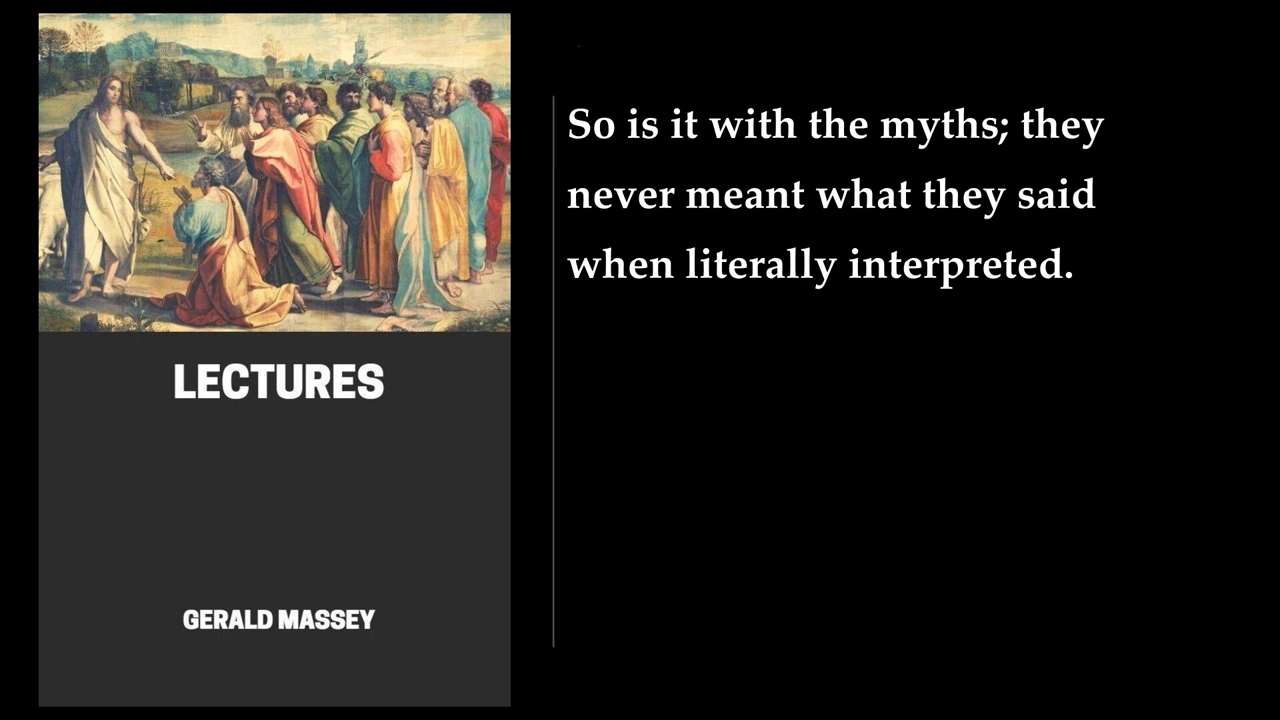 LECTURES
GERALD MASSEY
So is it with the myths; they
never meant what they said
when literally interpreted.